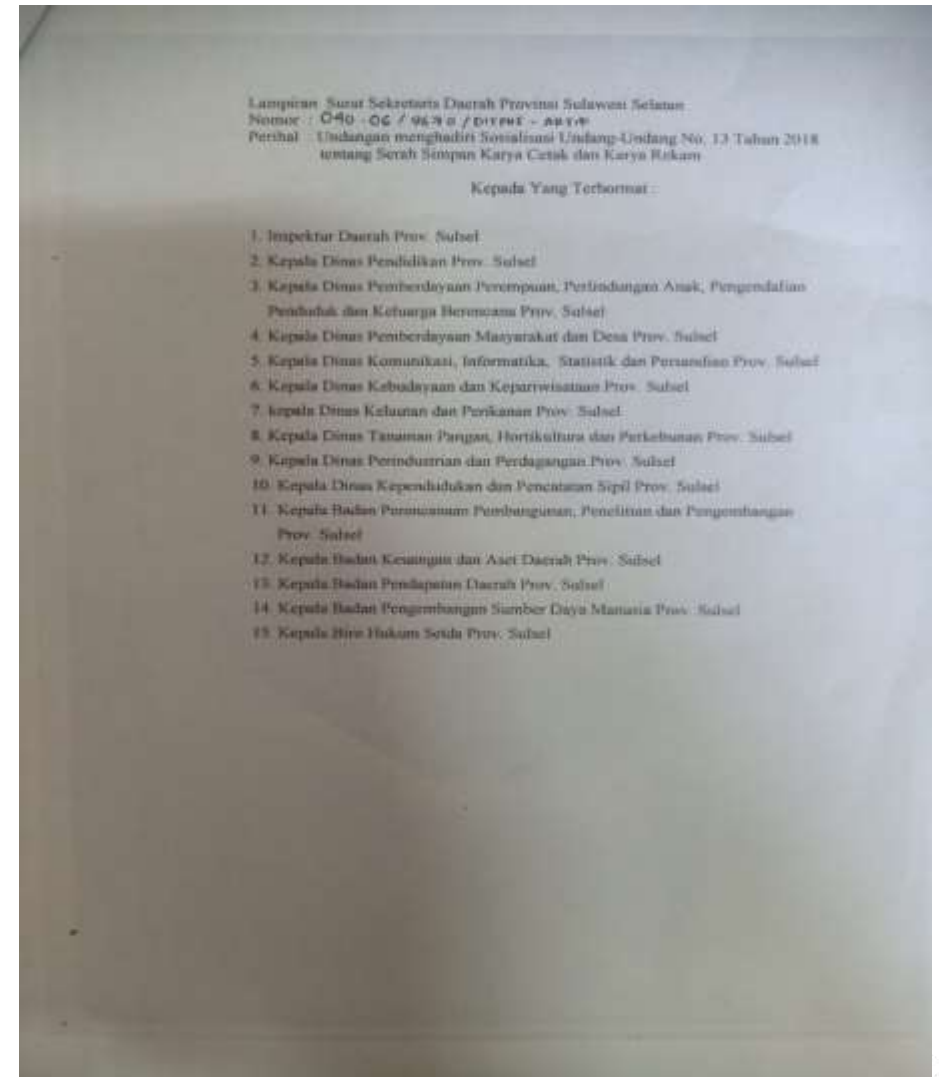 Lampiran Surat Sekretaris Daerah Provinsi Sulawesi Selatan
Nomor :
Perihal : Undangan menghadiri Sosialisasi Undang-Undang No. 13 Tahun 2018
tentang Serah Simpan Karya Cetak dan Karya Rekam
Kepada Yang Terhormat :
1. Inspektur Daerah Prov. Sulsel
2. Kepala Dinas Pendidikan Prov. Sulsel
3. Kepala Dinas Pemberdayaan Perempuan, Perlindungan Anak, Pengendalian
Penduduk dan Keluarga Berencana Prov. Sulsel
4. Kepala Dinas Pemberdayaan Masyarakat dan Desa Prov. Sulsel
5. Kepala Dinas Komunikasi, Informatika, Statistik dan Persandian Prov. Sulsel
6. Kepala Dinas Kebudayaan dan Kepariwisataan Prov. Sulsel
7. kepala Dinas Kelautan dan Perikanan Prov. Sulsel
8. Kepala Dinas Tanaman Pangan, Hortikultura dan Perkebunan Prov. Sulsel
9. Kepala Dinas Perindustrian dan Perdagangan Prov. Sulsel
10. Kepala Dinas Kependudukan dan Pencatatan Sipil Prov. Sulsel
11. Kepala Badan Perencanaan Pembangunan, Penelitian dan Pengembangan
Prov. Sulsel
12. Kepala Badan Keuangan dan Aset Daerah Prov. Sulsel
13. Kepala Badan Pendapatan Daerah Prov. Sulsel
14. Kepala Badan Pengembangan Sumber Daya Manusia Prov. Sulsel
15. Kepala Biro Hukum Setda Prov. Sulsel